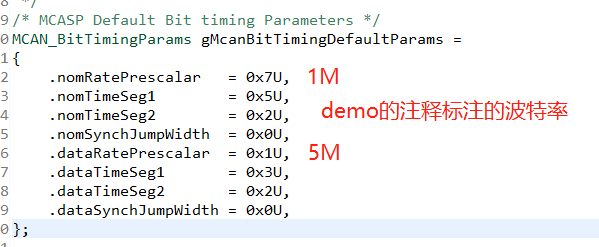 8 */
9 /* MCASP Default Bit timing Parameters */
0 MCAN_BitTimingParams gMcanBitTimingDefaultParams =
1 {
2 .nomRatePrescalar = 0x7U, 1M
3 .nomTimeSeg1 = 0x5U,
4 .nomTimeSeg2 = 0x2U, demo的注释标注的波特率
5 .nomSynchJumpWidth = 0x0U,
6 .dataRatePrescalar = 0x1U, 5M
7 .dataTimeSeg1 = 0x3U,
8 .dataTimeSeg2 = 0x2U,
9 .dataSynchJumpWidth = 0x0U,
0 };